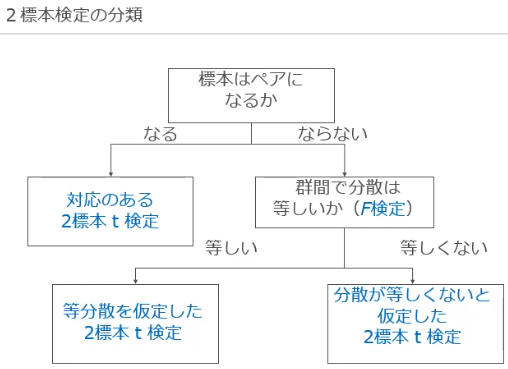 2標本検定の分類
標本はペアに
なるか
なる
ならない
対応のある
2標本 t 検定
群間で分散は
等しいか（F検定）
等しい
等しくない
等分散を仮定した
2標本 t 検定
分散が等しくないと
仮定した
2標本 t 検定